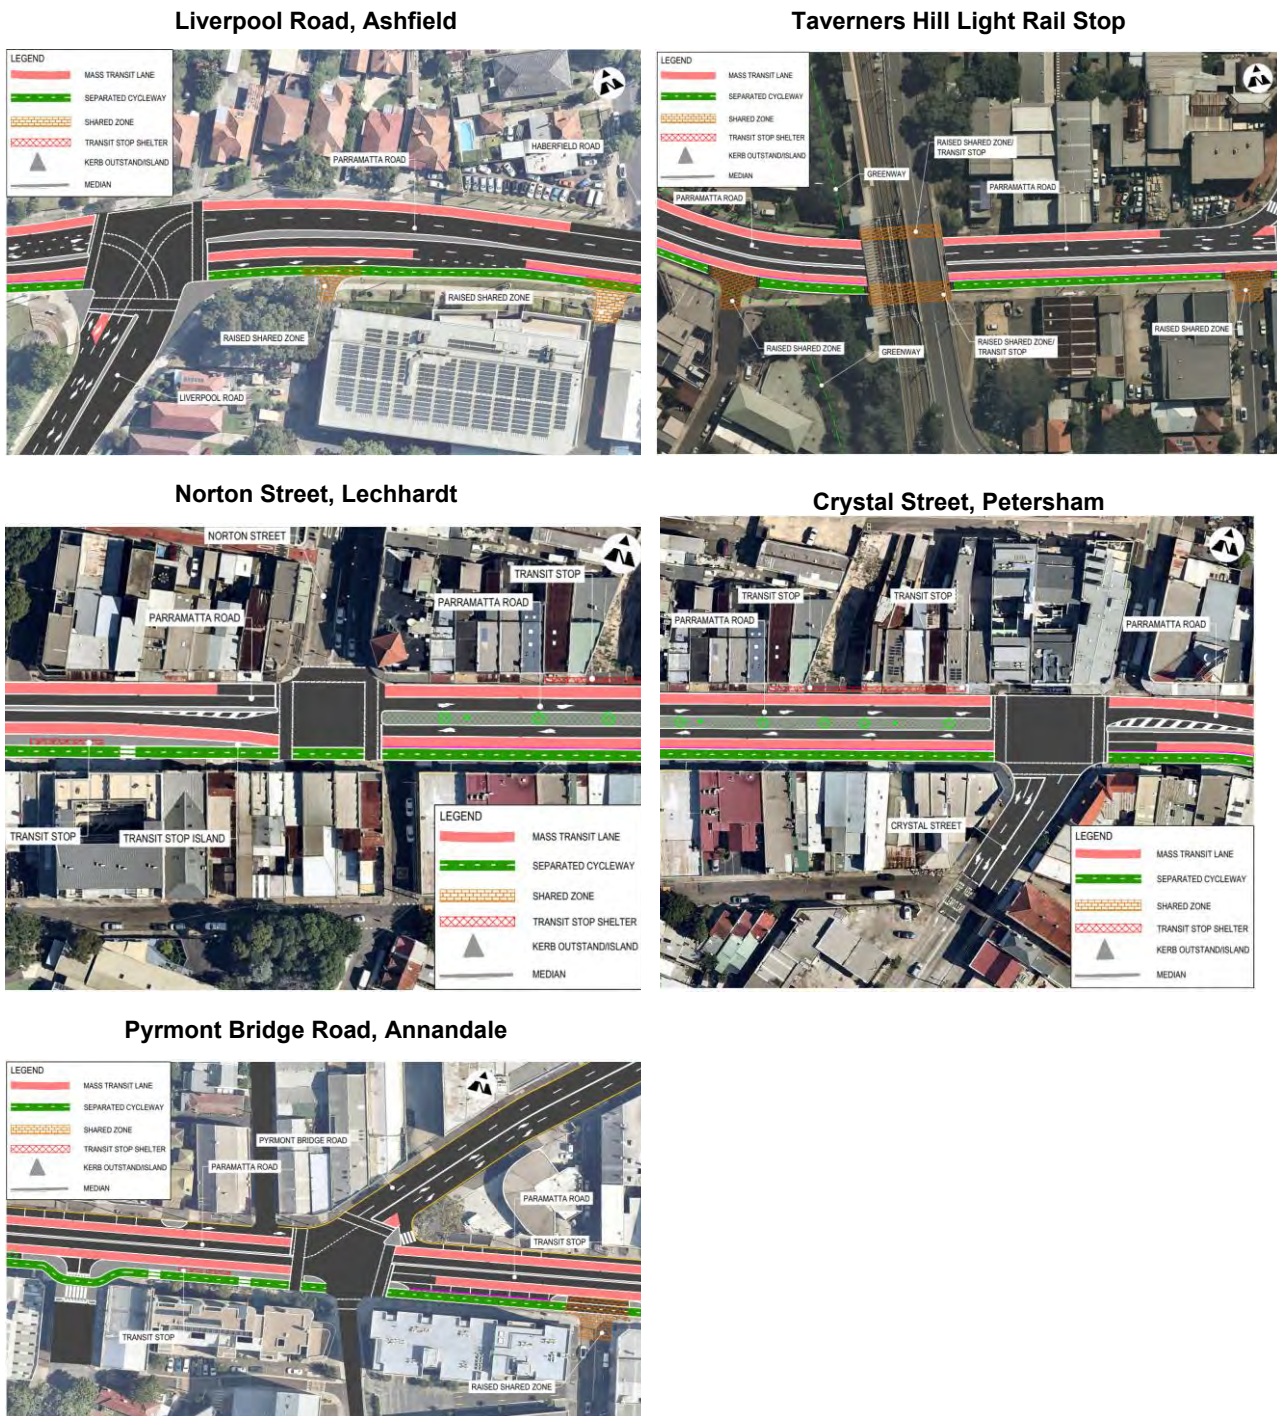 Liverpool Road, Ashfield
LEGEND
MASS TRANSIT LANE
SEPARATED CYCLEWAY
SHARED ZONE
TRANSIT STOP SHELTER
KERB OUTSTAND/ISLAND
MEDIAN
PARRAMATTA ROAD
HABERFIELD ROAD
RAISED SHARED ZONE
RAISED SHARED ZONE
LIVERPOOL ROAD
Taverners Hill Light Rail Stop
LEGEND
MASS TRANSIT LANE
SEPARATED CYCLEWAY
SHARED ZONE
TRANSIT STOP SHELTER
KERB OUTSTAND/ISLAND
MEDIAN
RAISED SHARED ZONE/
TRANSIT STOP
GREENWAY
PARRAMATTA ROAD
PARRAMATTA ROAD
RAISED SHARED ZONE
RAISED SHARED ZONE/
TRANSIT STOP
RAISED SHARED ZONE
GREENWAY
Norton Street, Lechhardt
NORTON STREET
TRANSIT STOP
PARRAMATTA ROAD
PARRAMATTA ROAD
TRANSIT STOP
TRANSIT STOP ISLAND
LEGEND
MASS TRANSIT LANE
SEPARATED CYCLEWAY
SHARED ZONE
TRANSIT STOP SHELTER
KERB OUTSTAND/ISLAND
MEDIAN
Crystal Street, Petersham
TRANSIT STOP
TRANSIT STOP
PARRAMATTA ROAD
PARRAMATTA ROAD
CRYSTAL STREET
LEGEND
MASS TRANSIT LANE
SEPARATED CYCLEWAY
SHARED ZONE
TRANSIT STOP SHELTER
KERB OUTSTAND/ISLAND
MEDIAN
Pyrmont Bridge Road, Annandale
LEGEND
MASS TRANSIT LANE
SEPARATED CYCLEWAY
SHARED ZONE
TRANSIT STOP SHELTER
KERB OUTSTAND/ISLAND
MEDIAN
PYRMONT BRIDGE ROAD
PARAMATTA ROAD
PARAMATTA ROAD
TRANSIT STOP
TRANSIT STOP
RAISED SHARED ZONE